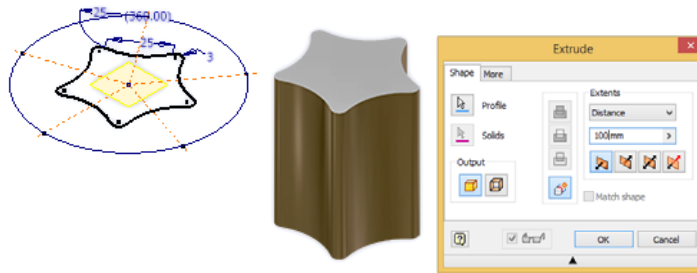 25 (360.00)
25
3
Extrude
Shape More
Profile
Solids
Output
Extents
Distance
100 mm
Match shape
OK Cancel